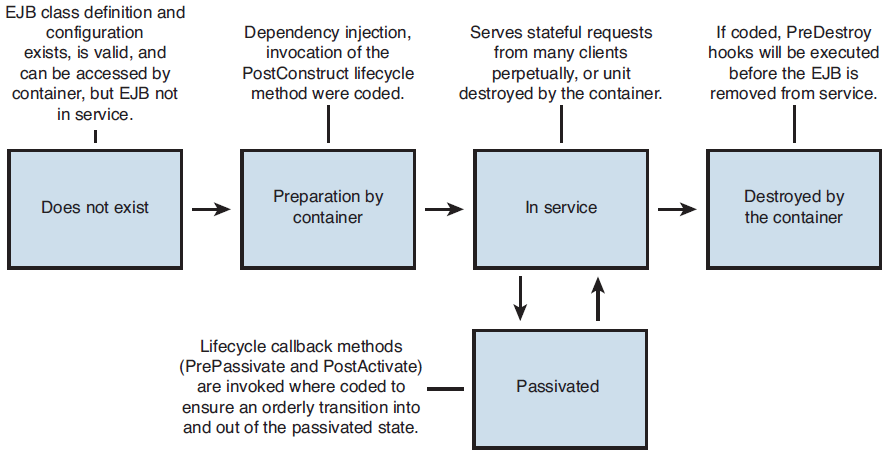 EJB class definition and
configuration
exists, is valid, and
can be accessed by
container, but EJB not
in service.
Dependency injection,
invocation of the
PostConstruct lifecycle
method were coded.
Serves stateful requests
from many clients
perpetually, or unit
destroyed by the container.
If coded, PreDestroy
hooks will be executed
before the EJB is
removed from service.
Does not exist
Preparation by
container
In service
Destroyed by
the container
Lifecycle callback methods
(PrePassivate and PostActivate)
are invoked where coded to
ensure an orderly transition into
and out of the passivated state.
Passivated